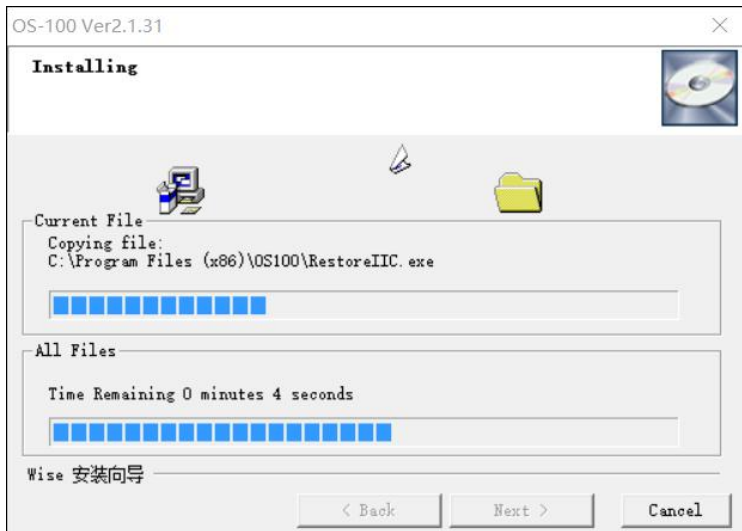 OS-100 Ver2.1.31
Installing
Current File
Copying file:
C:\Program Files (x86)\OS100\RestoreIIC.exe
All Files
Time Remaining 0 minutes 4 seconds
Wise 安装向导
< Back
Next >
Cancel